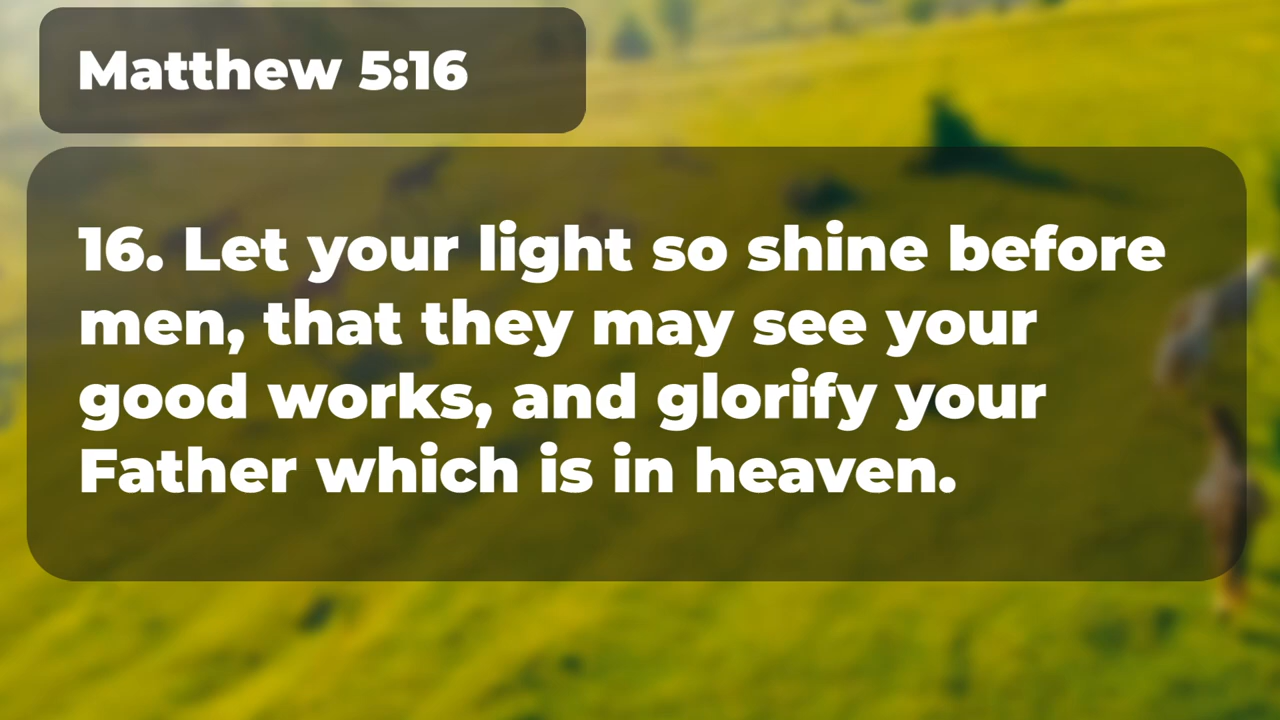 Matthew 5:16
16. Let your light so shine before
men, that they may see your
good works, and glorify your
Father which is in heaven.